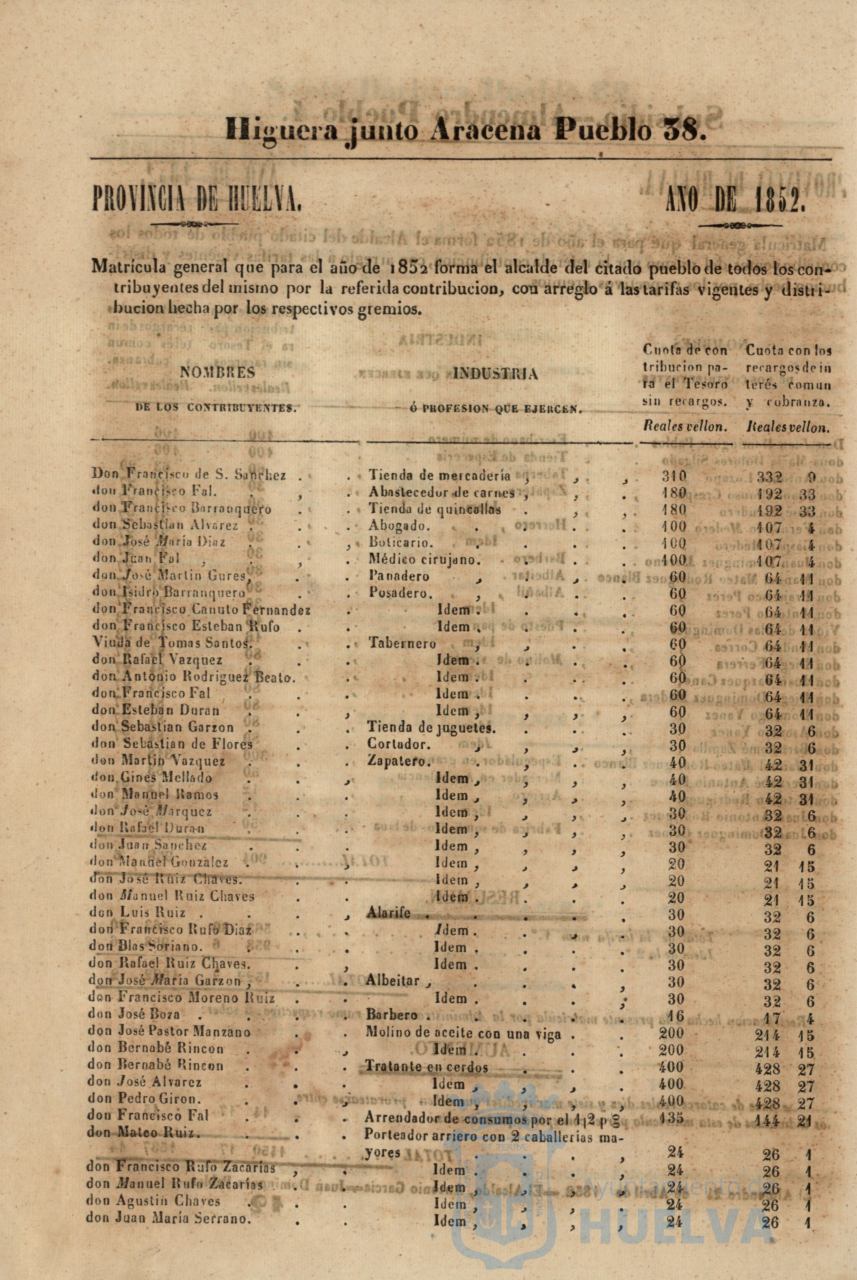 Higuera junto Aracena Pueblo 38.
PROVINCIA DE HUELVA. AÑO DE 1852.
Matrícula general que para el año de 1852 forma el alcalde del citado pueblo de todos los con-
tribuyentes del mismo por la referida contribucion, con arreglo á las tarifas vigentes y distri-
bucion hecha por los respectivos gremios.
NOMBRES
DE LOS CONTRIBUYENTES.
INDUSTRIA
Ó PROFESION QUE EJERCEN.
Cuota de con
tribucion pa-
ra el Tesoro
sin recargos.
Reales vellon.
Cuota con los
recargos de in
terés comun
y cobranza.
Reales vellon.
Don Francisco de S. Sanchez . . Tienda de mercaderia , , , 310 332 9
don Francisco Fal. . , . Abastecedor de carnes , , . 180 192 33
don Francisco Barranquero . Tienda de quincallas . , , 180 192 33
don Sebastian Alvarez . . . Abogado. . . . . 100 107 4
don José María Diaz . , Boticario. . . . . 100 107 4
don Juan Fal , , . Médico cirujano. . . . 100 107 4
don José Martin Gures, . . Panadero , , . . 60 64 11
don Isidro Barranquero . . Posadero. , . . . 60 64 11
don Francisco Canuto Fernandez . Idem . . . . 60 64 11
don Francisco Esteban Rufo . . Idem . . . . 60 64 11
Viuda de Tomas Santos. . . Tabernero , , . . 60 64 11
don Rafael Vazquez . . . Idem . . . . 60 64 11
don Antonio Rodriguez Beato. . Idem . . . . 60 64 11
don Francisco Fal . . . Idem . . . . 60 64 11
don Esteban Duran . . , Idem , , , , 60 64 11
don Sebastian Garzon . . . Tienda de juguetes. . . . 30 32 6
don Sebastian de Flores . . Cortador. , , , , 30 32 6
don Martin Vazquez . . . Zapatero. . , . . 40 42 31
don Gines Mellado . , Idem , , , . 40 42 31
don Manuel Ramos . . . Idem , , , . 40 42 31
don José Marquez . . . Idem , , , , 30 32 6
don Rafael Duran . . . Idem , , , , 30 32 6
don Juan Sanchez . . . Idem , , , , 30 32 6
don Manuel Gonzalez . . , Idem , , , . 20 21 15
don José Ruiz Chaves. . . Idem , , , . 20 21 15
don Manuel Ruiz Chaves . . Idem . . . . 20 21 15
don Luis Ruiz . . . , Alarife . . . . . 30 32 6
don Francisco Rufo Diaz . . Idem . . , . 30 32 6
don Blas Soriano. . . . Idem . . . . 30 32 6
don Rafael Ruiz Chaves. . , Idem . . . . 30 32 6
don José María Garzon , . . Albeitar , . . . , 30 32 6
don Francisco Moreno Ruiz . . Idem . . . , 30 32 6
don José Boza . . . . Barbero . . . . . 16 17 4
don José Pastor Manzano . . Molino de aceite con una viga . . 200 214 15
don Bernabé Rincon . . , Idem . . . . 200 214 15
don Bernabé Rincon . . . Tratante en cerdos . . . 400 428 27
don José Alvarez . . . Idem , , , . 400 428 27
don Pedro Giron. . . , Idem , , , , 400 428 27
don Francisco Fal . . . Arrendador de consumos por el 1¡2 p% 135 144 21
don Mateo Ruiz. . . . Porteador arriero con 2 caballerías ma-
yores . . . . , 24 26 1
don Francisco Rufo Zacarías , . Idem . . . . 24 26 1
don Manuel Rufo Zacarías . . Idem , , , , 24 26 1
don Agustin Chaves . . . Idem , . . . 24 26 1
don Juan María Serrano. . . Idem , , , , 24 26 1
ayuntamiento de
HUELVA